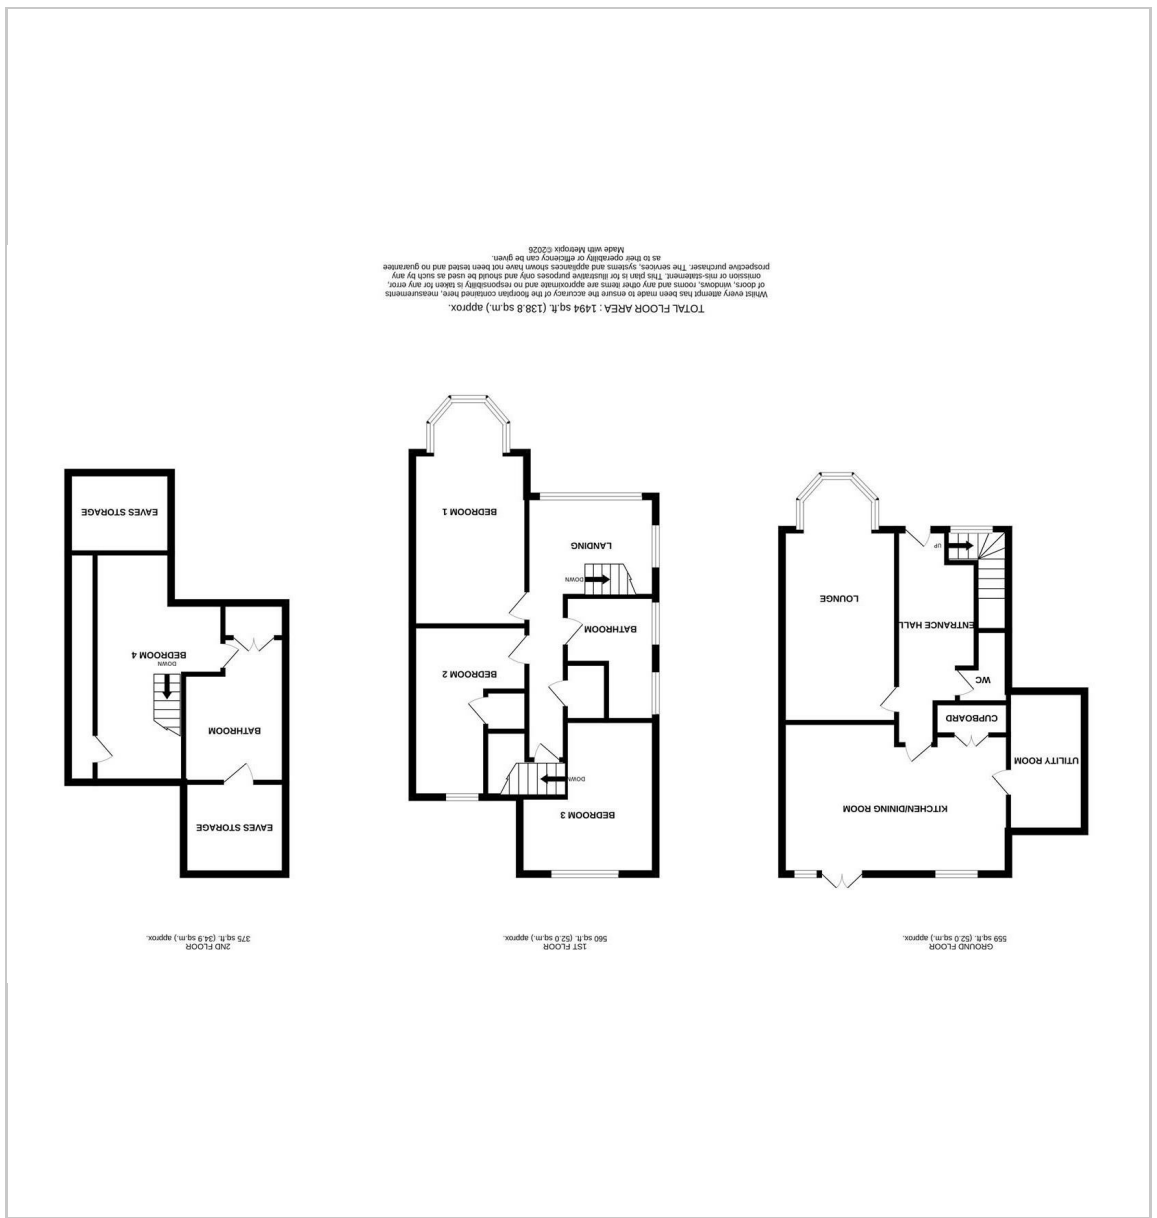 GROUND FLOOR
559 sq.ft. (52.0 sq.m.) approx.
KITCHEN/DINING ROOM
UTILITY ROOM
CUPBOARD
WC
ENTRANCE HALL
LOUNGE
UP
1ST FLOOR
560 sq.ft. (52.0 sq.m.) approx.
BEDROOM 3
DOWN
BEDROOM 2
BATHROOM
DOWN
LANDING
BEDROOM 1
2ND FLOOR
375 sq.ft. (34.9 sq.m.) approx.
EAVES STORAGE
BATHROOM
DOWN
BEDROOM 4
EAVES STORAGE
TOTAL FLOOR AREA : 1494 sq.ft. (138.8 sq.m.) approx.
Whilst every attempt has been made to ensure the accuracy of the floorplan contained here, measurements
of doors, windows, rooms and any other items are approximate and no responsibility is taken for any error,
omission or mis-statement. This plan is for illustrative purposes only and should be used as such by any
prospective purchaser. The services, systems and appliances shown have not been tested and no guarantee
as to their operability or efficiency can be given.
Made with Metropix ©2026